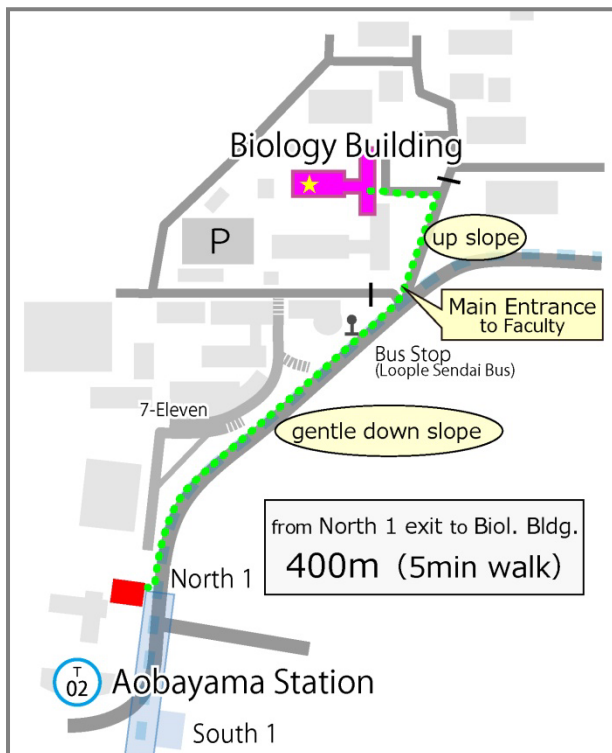 Biology Building
P
up slope
Main Entrance
to Faculty
Bus Stop
(Loople Sendai Bus)
7-Eleven
gentle down slope
from North 1 exit to Biol. Bldg.
400m (5min walk)
North 1
T
02
Aobayama Station
South 1